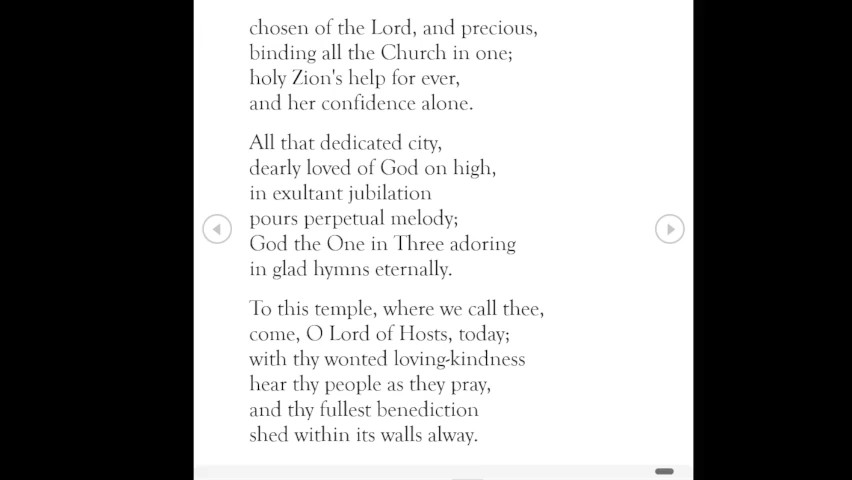 chosen of the Lord, and precious,
binding all the Church in one;
holy Zion's help for ever,
and her confidence alone.
All that dedicated city,
dearly loved of God on high,
in exultant jubilation
pours perpetual melody;
God the One in Three adoring
in glad hymns eternally.
To this temple, where we call thee,
come, O Lord of Hosts, today;
with thy wonted loving-kindness
hear thy people as they pray,
and thy fullest benediction
shed within its walls alway.